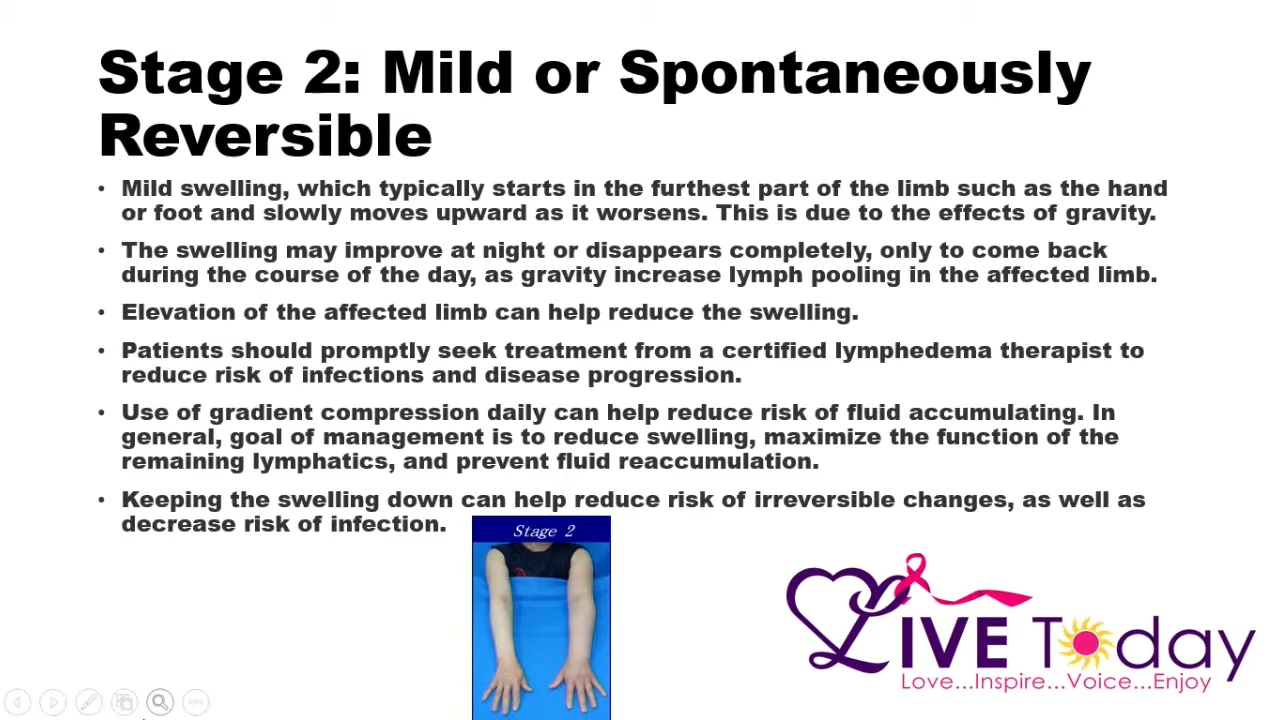 Stage 2: Mild or Spontaneously
Reversible
• Mild swelling, which typically starts in the furthest part of the limb such as the hand
or foot and slowly moves upward as it worsens. This is due to the effects of gravity.
• The swelling may improve at night or disappears completely, only to come back
during the course of the day, as gravity increase lymph pooling in the affected limb.
• Elevation of the affected limb can help reduce the swelling.
• Patients should promptly seek treatment from a certified lymphedema therapist to
reduce risk of infections and disease progression.
• Use of gradient compression daily can help reduce risk of fluid accumulating. In
general, goal of management is to reduce swelling, maximize the function of the
remaining lymphatics, and prevent fluid reaccumulation.
• Keeping the swelling down can help reduce risk of irreversible changes, as well as
decrease risk of infection.
Stage 2
LIVE Today
Love...Inspire...Voice...Enjoy